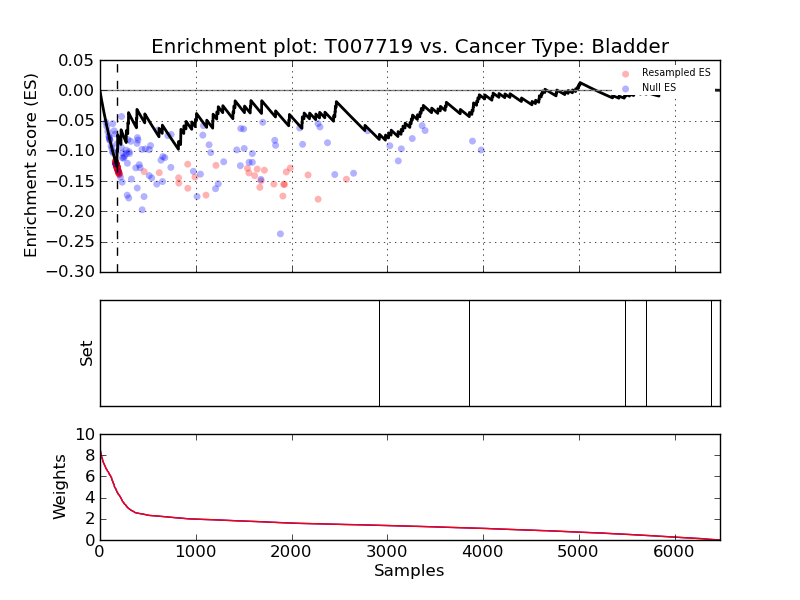 Enrichment plot: T007719 vs. Cancer Type: Bladder
Enrichment score (ES)
0.05
0.00
−0.05
−0.10
−0.15
−0.20
−0.25
−0.30
Resampled ES
Null ES
Set
Weights
10
8
6
4
2
0
0 1000 2000 3000 4000 5000 6000
Samples